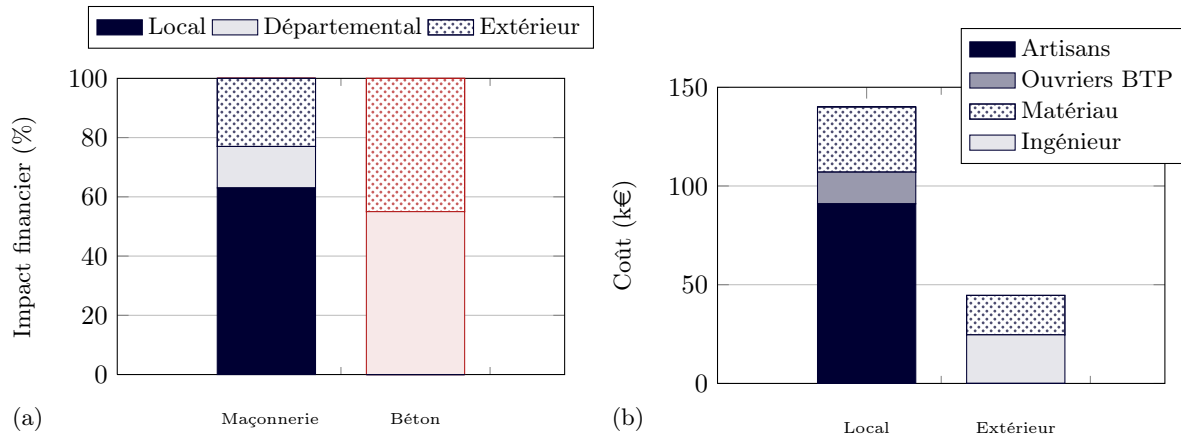 Local Départemental Extérieur
Impact financier (%)
100
80
60
40
20
0
Maçonnerie Béton
(a)
Artisans
Ouvriers BTP
Matériau
Ingénieur
Coût (k€)
150
100
50
0
Local Extérieur
(b)